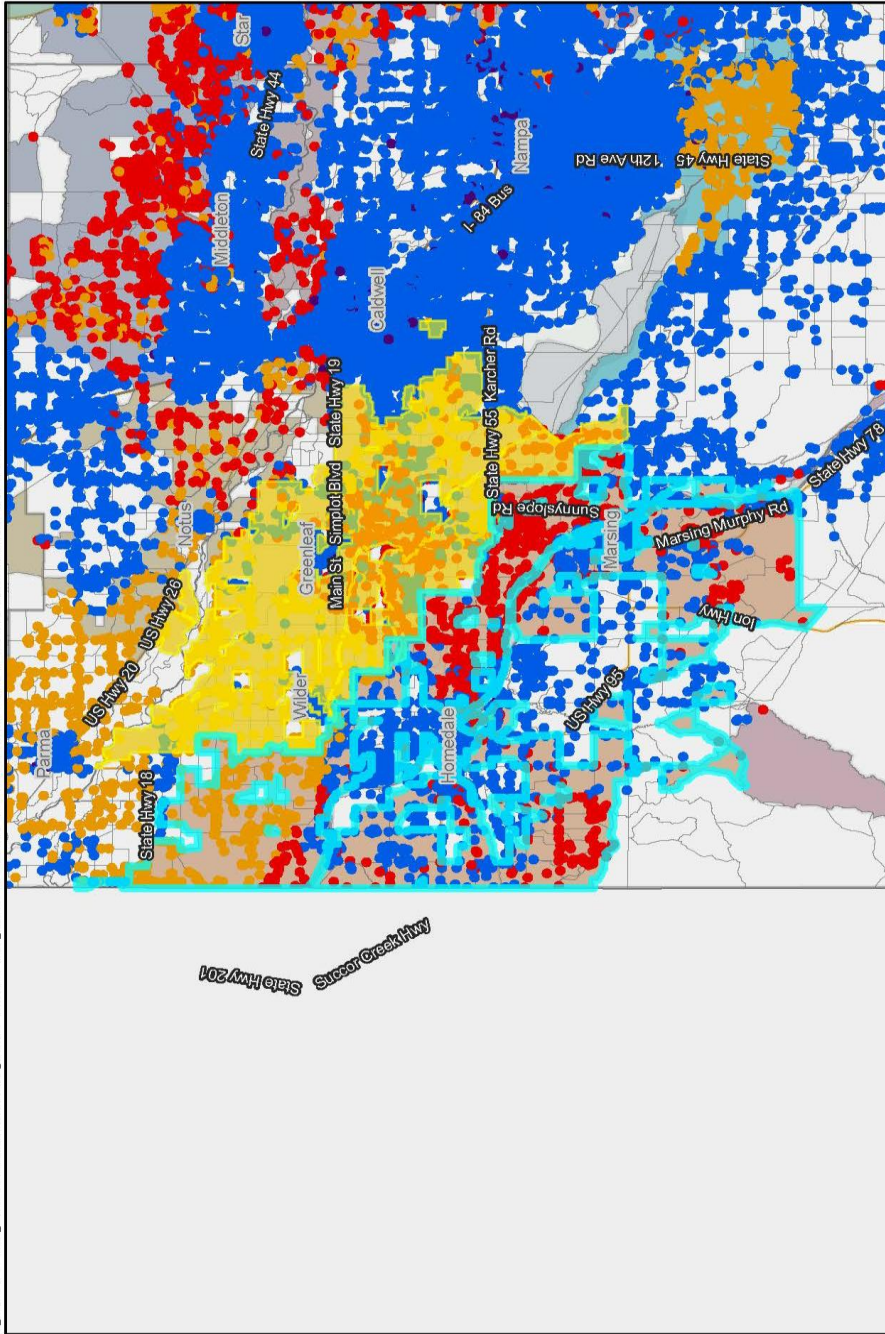 Star
State Hwy 44
Parma
Notus
Middleton
Nampa
12th Ave Rd
State Hwy 45
US Hwy 26
US Hwy 20
I- 84 Bus
Caldwell
State Hwy 19
Simplot Blvd
Main St
Greenleaf
Wilder
State Hwy 18
Karcher Rd
State Hwy 55
Sunnyslope Rd
Marsing
State Hwy 78
Marsing Murphy Rd
Ion Hwy
US Hwy 95
Homedale
State Hwy 201
Succor Creek Hwy